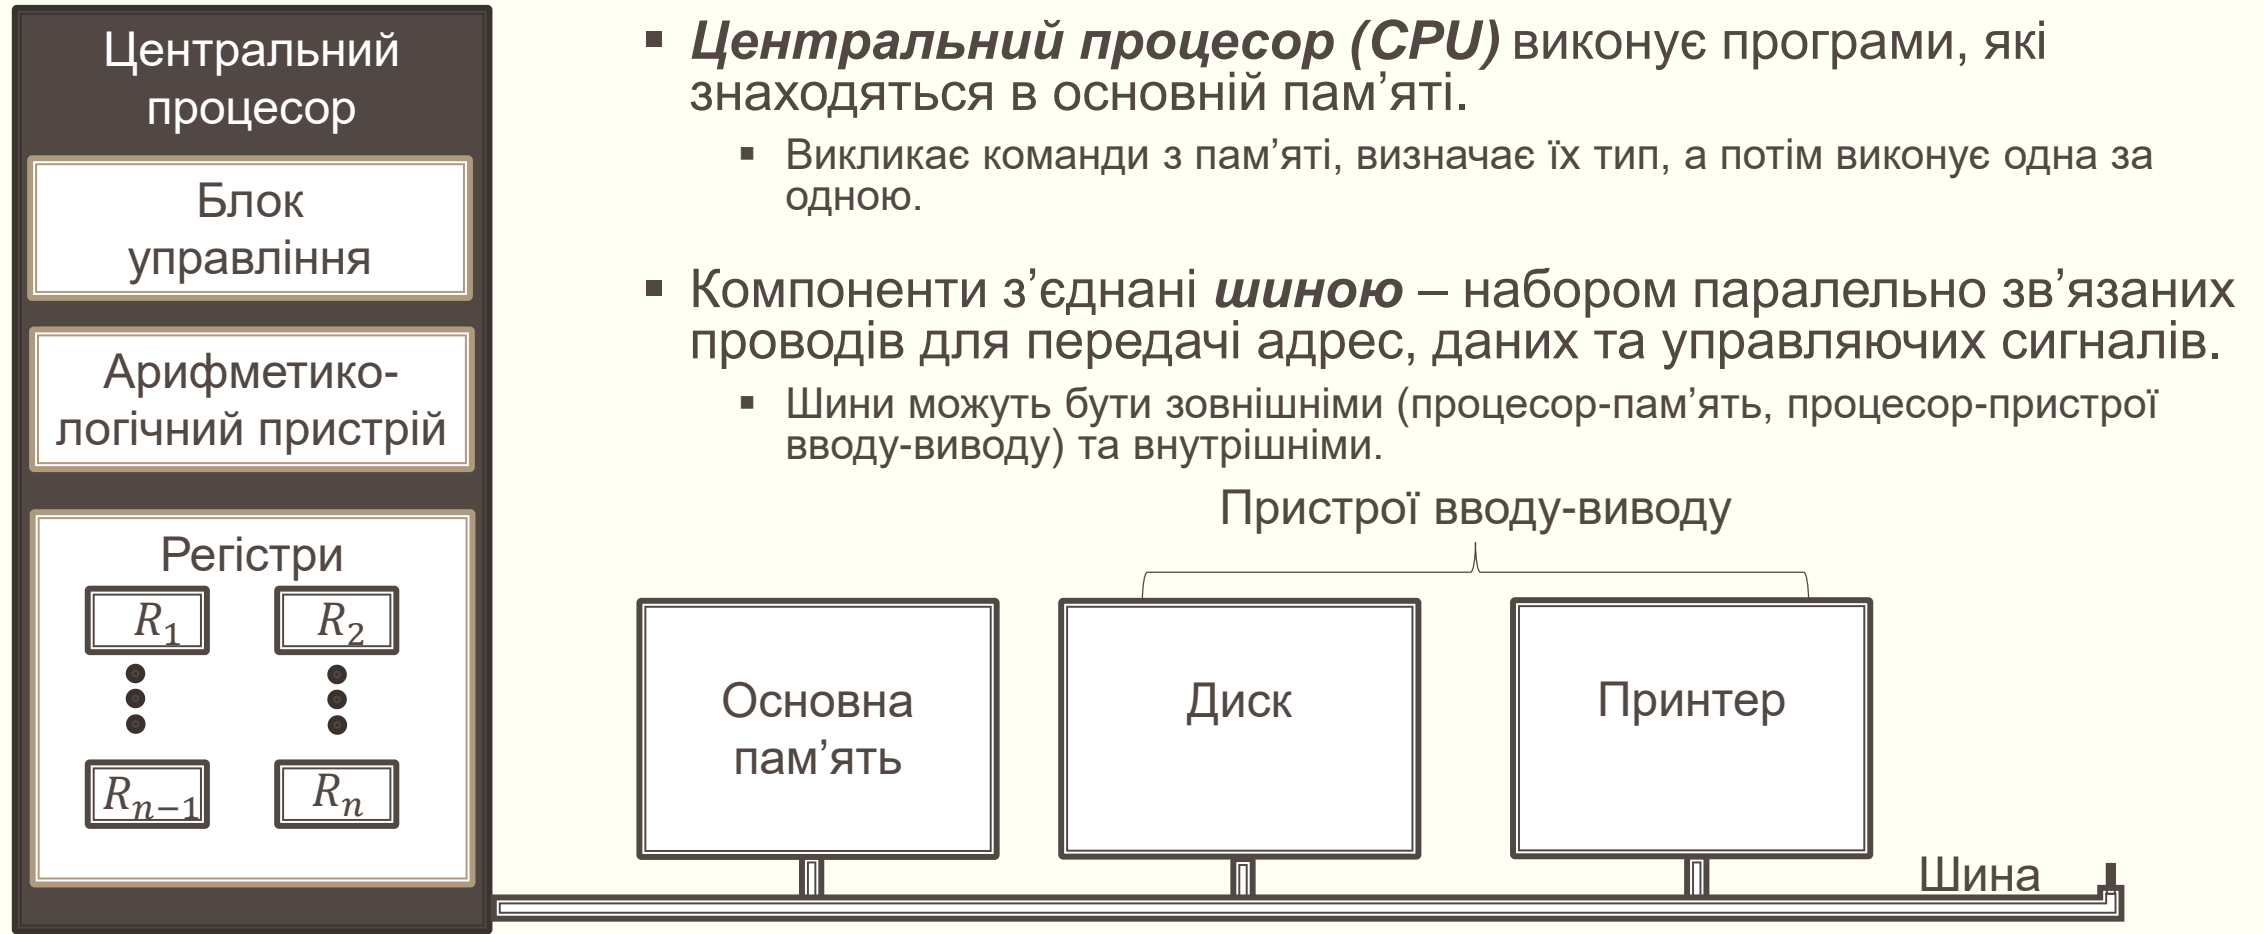 Центральний
процесор
Блок
управління
Арифметико-
логічний пристрій
Регістри
R₁ R₂
Rₙ₋₁ Rₙ
▪ Центральний процесор (CPU) виконує програми, які
знаходяться в основній пам’яті.
▪ Викликає команди з пам’яті, визначає їх тип, а потім виконує одна за
одною.
▪ Компоненти з’єднані шиною – набором паралельно зв’язаних
проводів для передачі адрес, даних та управляючих сигналів.
▪ Шини можуть бути зовнішніми (процесор-пам’ять, процесор-пристрої
вводу-виводу) та внутрішніми.
Пристрої вводу-виводу
Основна
пам’ять
Диск
Принтер
Шина